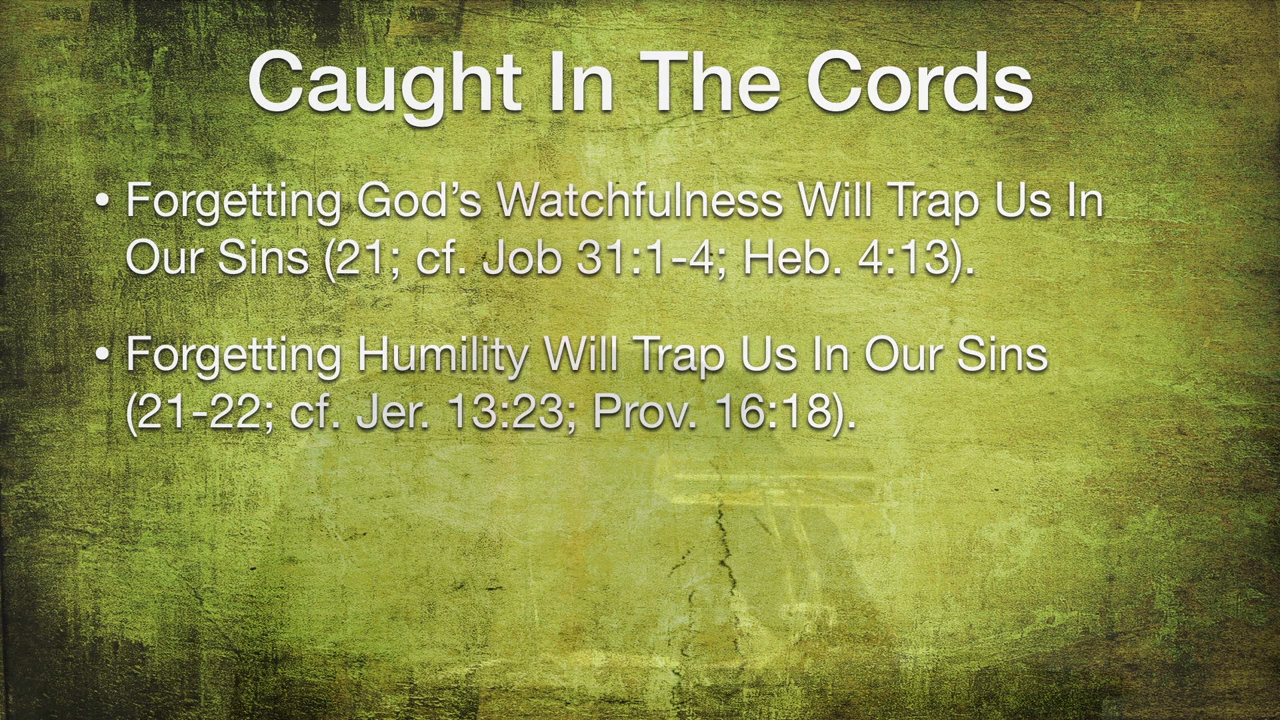 Caught In The Cords
• Forgetting God’s Watchfulness Will Trap Us In
Our Sins (21; cf. Job 31:1-4; Heb. 4:13).
• Forgetting Humility Will Trap Us In Our Sins
(21-22; cf. Jer. 13:23; Prov. 16:18).